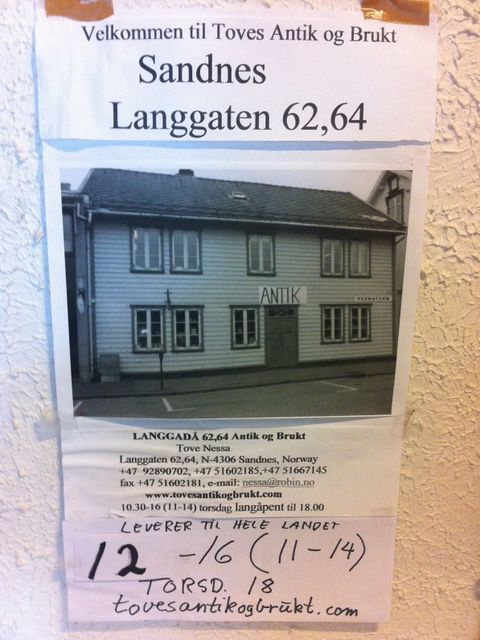 Velkommen til Toves Antik og Brukt
Sandnes
Langgaten 62,64
ANTIK
LANGGADÅ 62,64 Antik og Brukt
Tove Nessa
Langgaten 62,64, N-4306 Sandnes, Norway
+47 92890702, +47 51602185,+47 51667145
fax +47 51602181, e-mail: nessa@robin.no
www.tovesantikogbrukt.com
10.30-16 (11-14) torsdag langåpent til 18.00
LEVERER TIL HELE LANDET
12 -16 (11-14)
TORSD. 18
tovesantikogbrukt.com